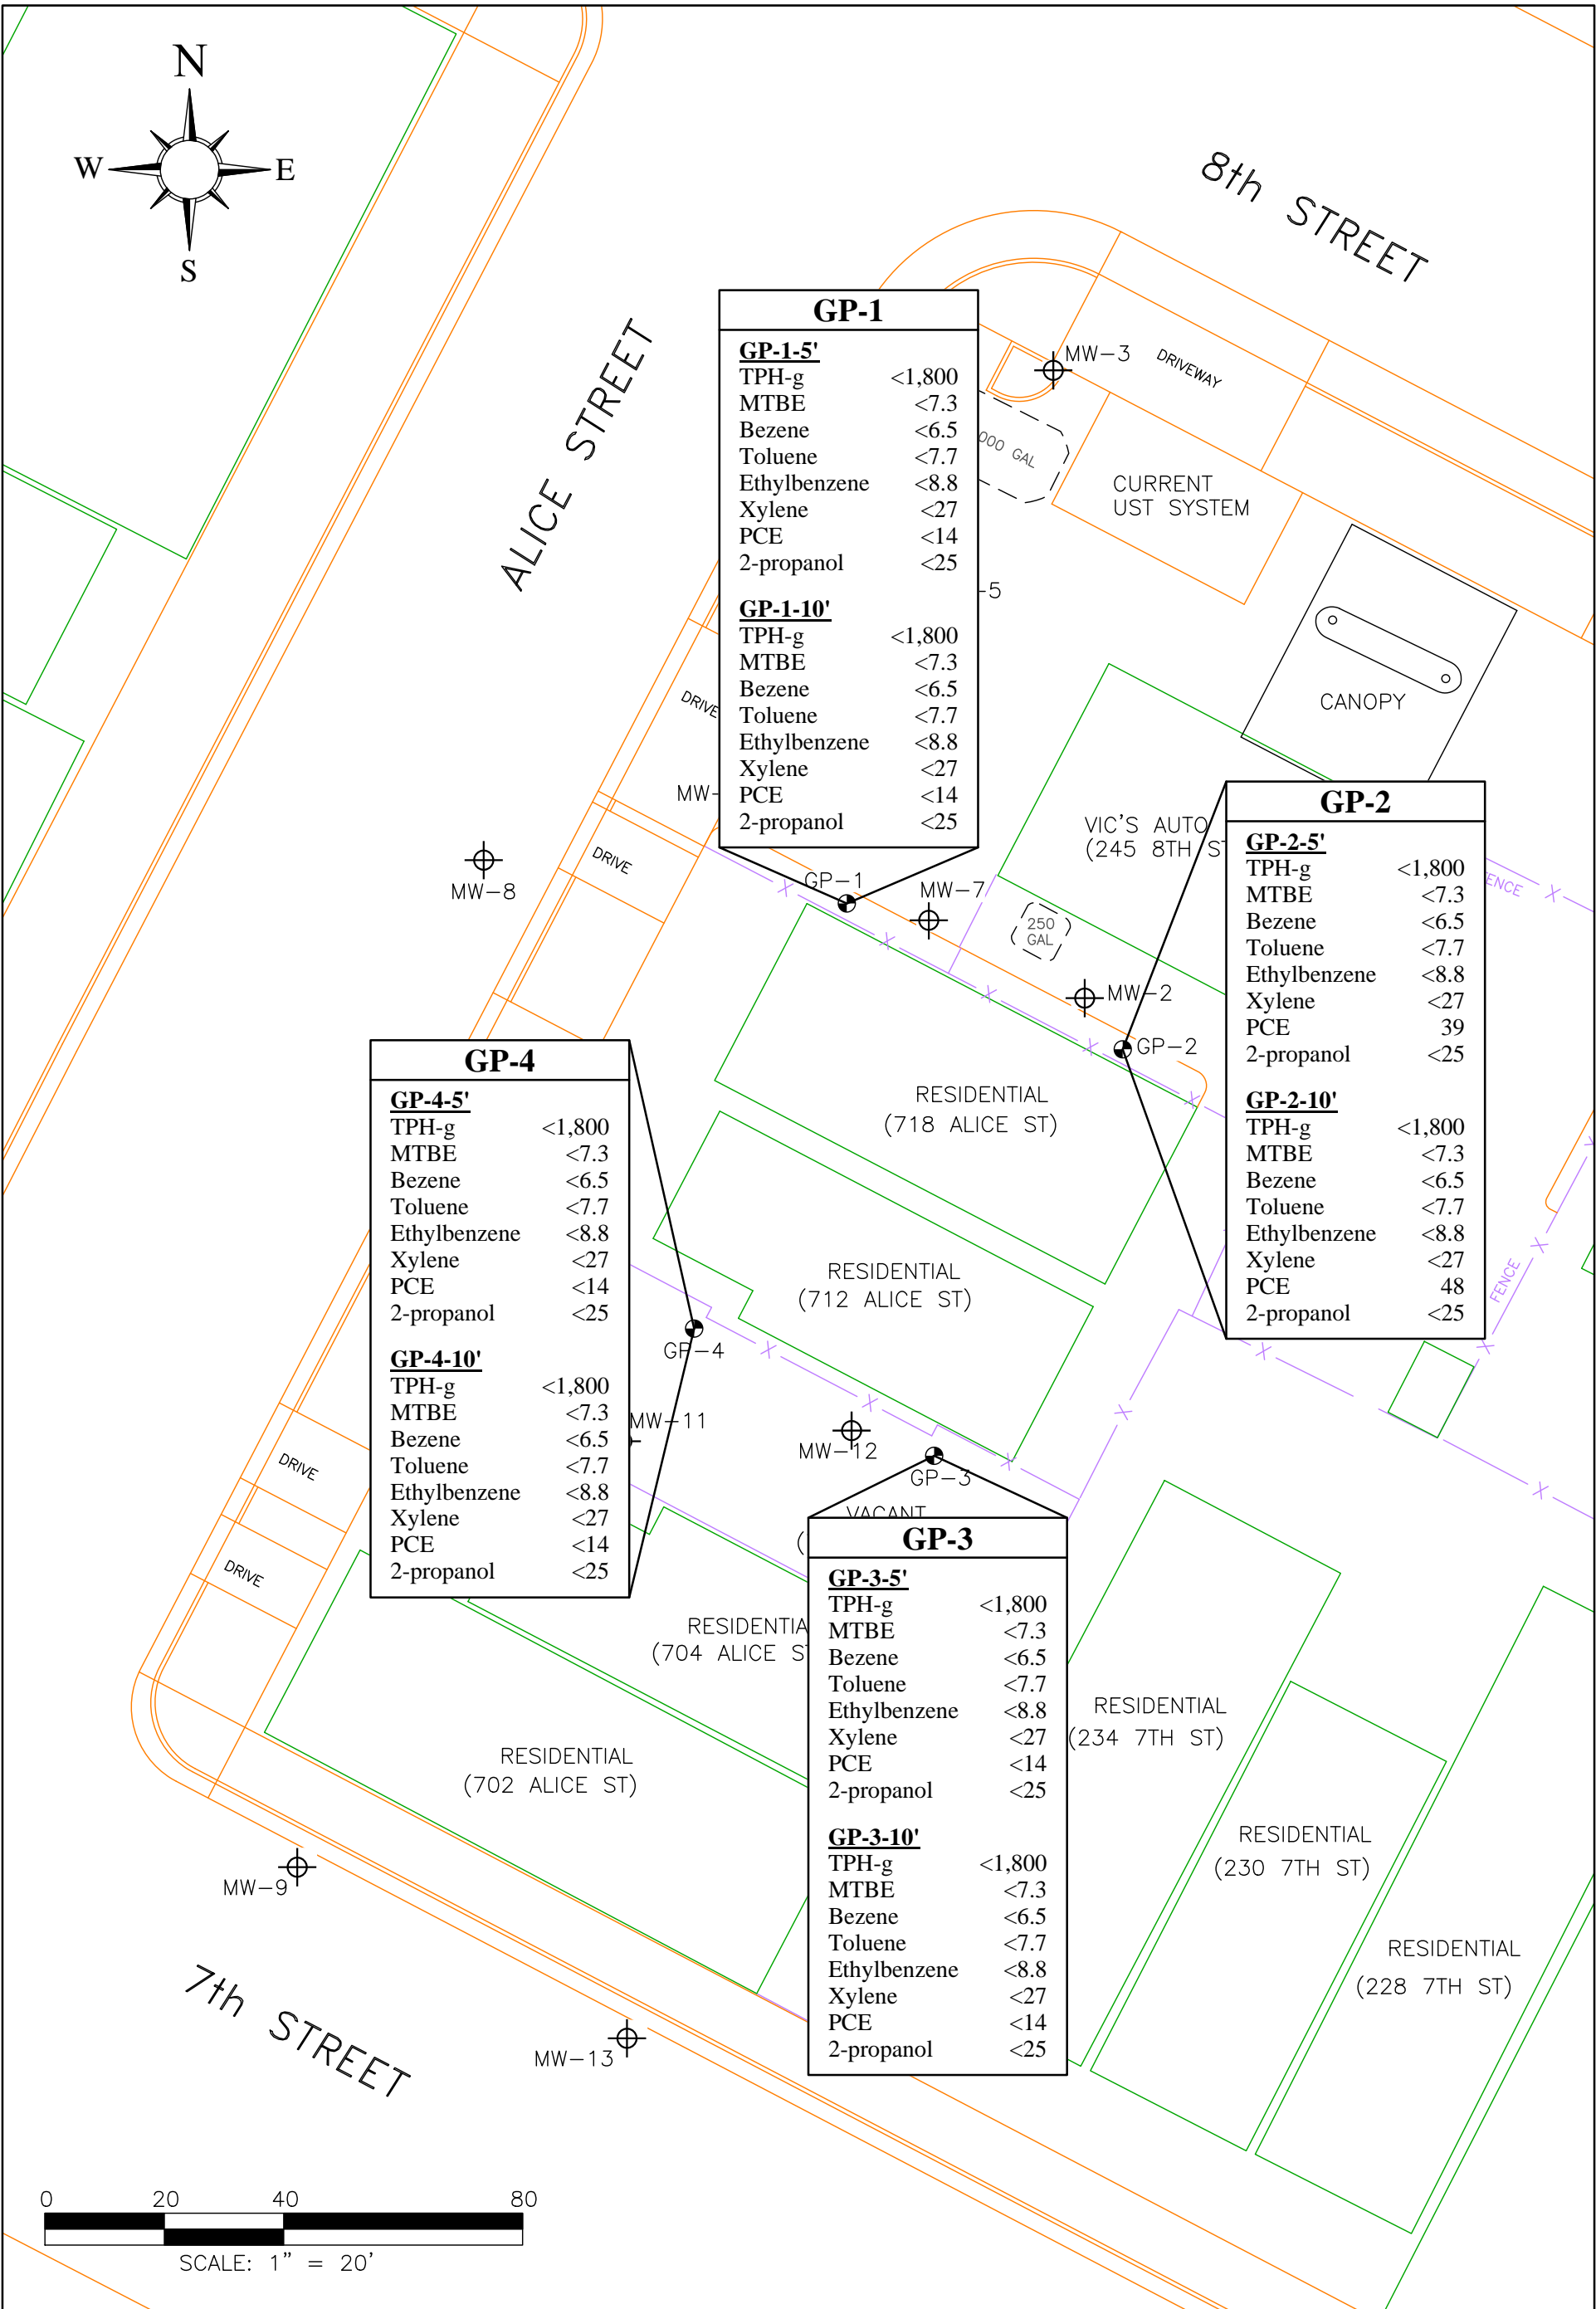 N
W
E
S
8th STREET
ALICE STREET
GP-1
GP-1-5'
TPH-g <1,800
MTBE <7.3
Bezene <6.5
Toluene <7.7
Ethylbenzene <8.8
Xylene <27
PCE <14
2-propanol <25
GP-1-10'
TPH-g <1,800
MTBE <7.3
Bezene <6.5
Toluene <7.7
Ethylbenzene <8.8
Xylene <27
PCE <14
2-propanol <25
MW-3
DRIVEWAY
000 GAL
CURRENT
UST SYSTEM
-5
CANOPY
DRIVE
MW-
DRIVE
MW-8
GP-1
MW-7
250
GAL
VIC'S AUTO
(245 8TH ST
MW-2
GP-2
GP-2
GP-2-5'
TPH-g <1,800
MTBE <7.3
Bezene <6.5
Toluene <7.7
Ethylbenzene <8.8
Xylene <27
PCE 39
2-propanol <25
GP-2-10'
TPH-g <1,800
MTBE <7.3
Bezene <6.5
Toluene <7.7
Ethylbenzene <8.8
Xylene <27
PCE 48
2-propanol <25
ENCE
FENCE
RESIDENTIAL
(718 ALICE ST)
RESIDENTIAL
(712 ALICE ST)
GP-4
GP-4-5'
TPH-g <1,800
MTBE <7.3
Bezene <6.5
Toluene <7.7
Ethylbenzene <8.8
Xylene <27
PCE <14
2-propanol <25
GP-4-10'
TPH-g <1,800
MTBE <7.3
Bezene <6.5
Toluene <7.7
Ethylbenzene <8.8
Xylene <27
PCE <14
2-propanol <25
GP-4
MW-11
MW-12
GP-3
VACANT
(
GP-3
GP-3-5'
TPH-g <1,800
MTBE <7.3
Bezene <6.5
Toluene <7.7
Ethylbenzene <8.8
Xylene <27
PCE <14
2-propanol <25
GP-3-10'
TPH-g <1,800
MTBE <7.3
Bezene <6.5
Toluene <7.7
Ethylbenzene <8.8
Xylene <27
PCE <14
2-propanol <25
DRIVE
DRIVE
RESIDENTIA
(704 ALICE S
RESIDENTIAL
(702 ALICE ST)
RESIDENTIAL
(234 7TH ST)
RESIDENTIAL
(230 7TH ST)
RESIDENTIAL
(228 7TH ST)
MW-9
MW-13
7th STREET
0 20 40 80
SCALE: 1" = 20'